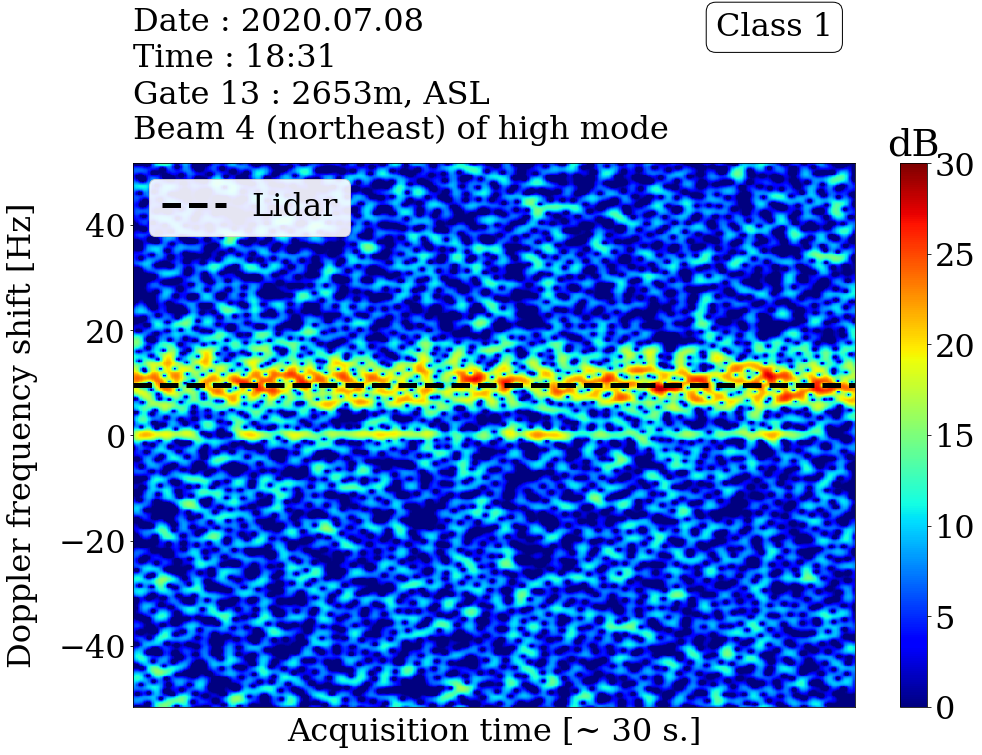 Date : 2020.07.08
Time : 18:31
Gate 13 : 2653m, ASL
Beam 4 (northeast) of high mode
Class 1
dB
Lidar
Doppler frequency shift [Hz]
40
20
0
−20
−40
30
25
20
15
10
5
0
Acquisition time [~ 30 s.]